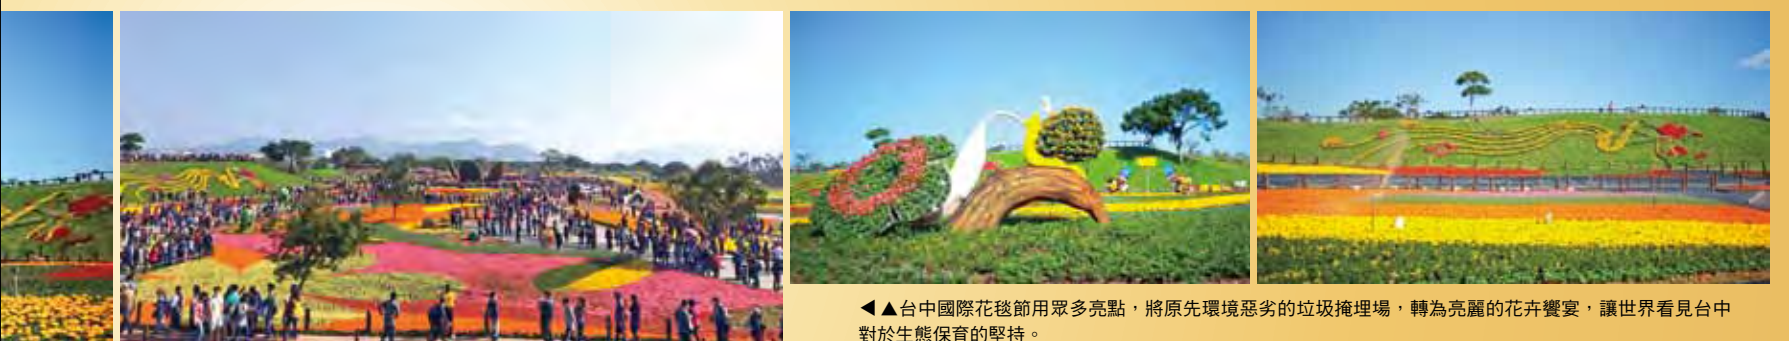 ◀▲台中國際花毯節用眾多亮點，將原先環境惡劣的垃圾掩埋場，轉為亮麗的花卉饗宴，讓世界看見台中
對於生態保育的堅持。